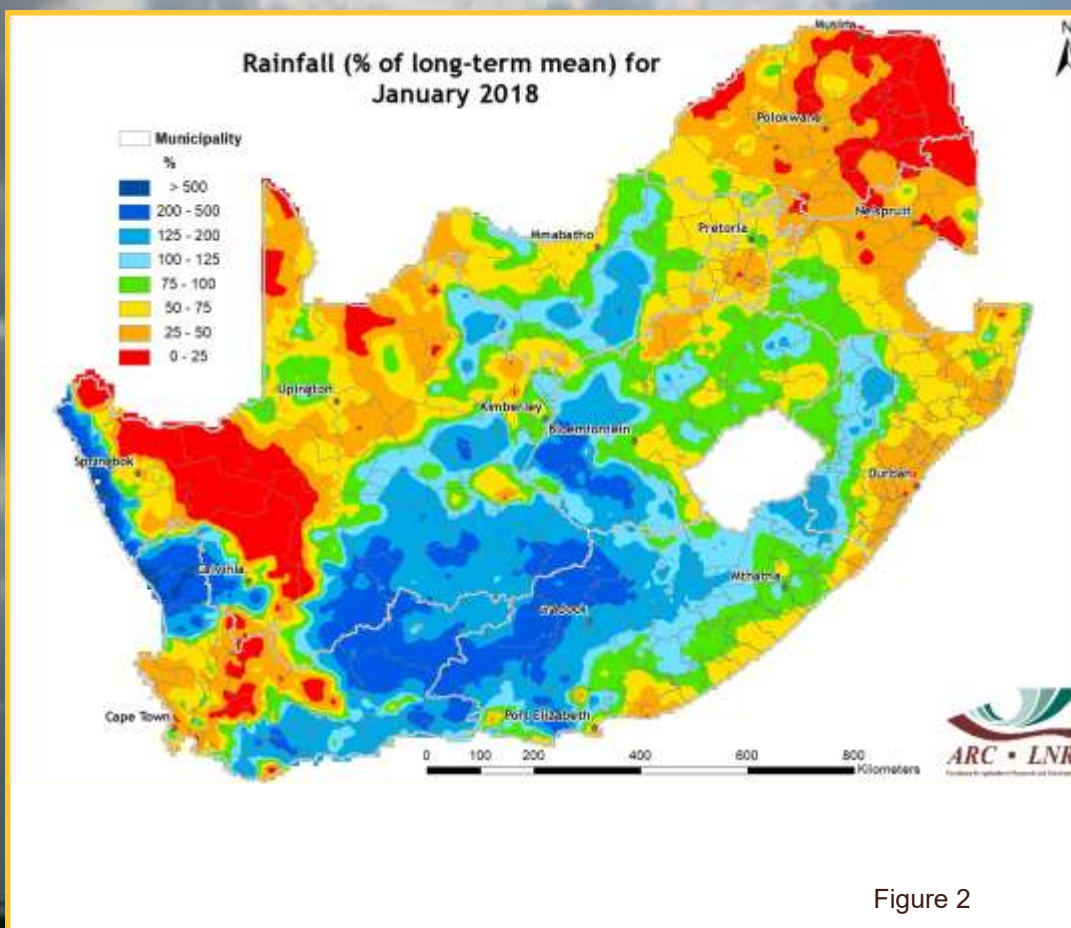 Rainfall (% of long-term mean) for
January 2018
N
Municipality
%
> 500
200 - 500
125 - 200
100 - 125
75 - 100
50 - 75
25 - 50
0 - 25
Musina
Polokwane
Nelspruit
Mmabatho
Pretoria
Upington
Kimberley
Bloemfontein
Springbok
Durban
Calvinia
Mthatha
Cradock
Cape Town
Port Elizabeth
0 100 200 400 600 800
Kilometers
ARC • LNR
Figure 2